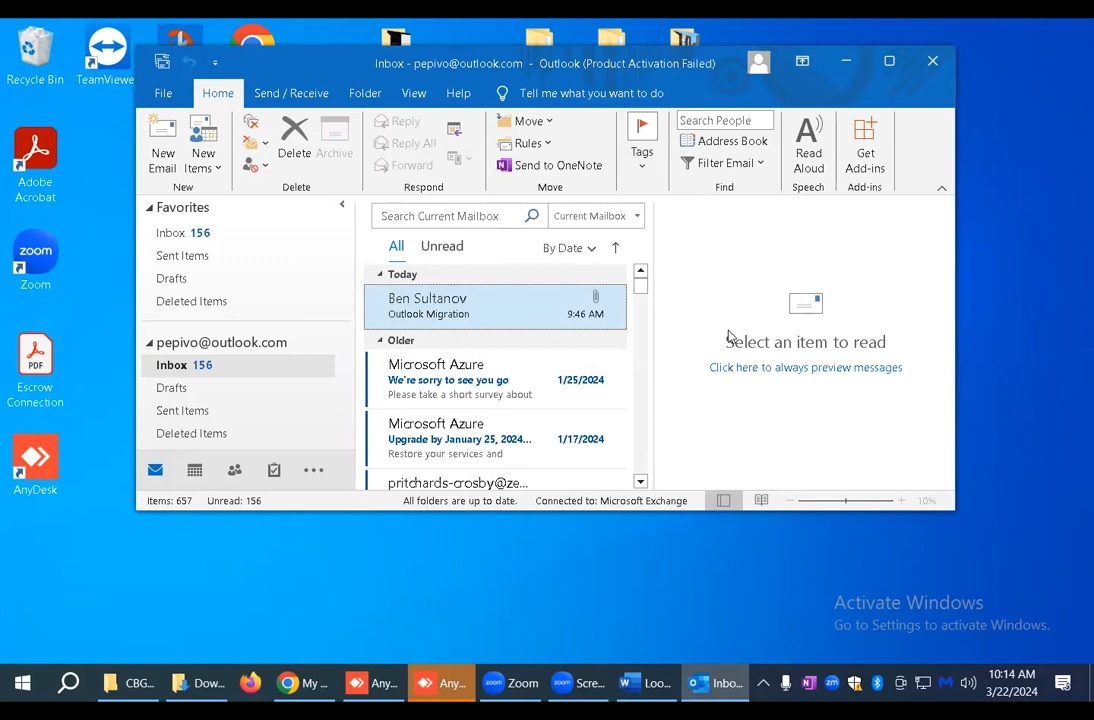 Recycle Bin
TeamViewer
Adobe
Acrobat
zoom
Zoom
PDF
Escrow
Connection
AnyDesk
Inbox - pepivo@outlook.com - Outlook (Product Activation Failed)
File Home Send / Receive Folder View Help Tell me what you want to do
New
Email
New
Items
New
Delete
Archive
Delete
Reply
Reply All
Forward
Respond
Move
Rules
Send to OneNote
Move
Tags
Search People
Address Book
Filter Email
Find
Read
Aloud
Speech
Get
Add-ins
Add-ins
Favorites
Inbox 156
Sent Items
Drafts
Deleted Items
pepivo@outlook.com
Inbox 156
Drafts
Sent Items
Deleted Items
Search Current Mailbox Current Mailbox
All Unread By Date
Today
Ben Sultanov
Outlook Migration 9:46 AM
Older
Microsoft Azure
We're sorry to see you go 1/25/2024
Please take a short survey about
Microsoft Azure
Upgrade by January 25, 2024... 1/17/2024
Restore your services and
pritchards-crosby@ze...
Select an item to read
Click here to always preview messages
Items: 657 Unread: 156 All folders are up to date. Connected to: Microsoft Exchange 10%
Activate Windows
Go to Settings to activate Windows.
CBG... Dow... My ... Any... Any... Zoom Scre... Loo... Inbo...
10:14 AM
3/22/2024